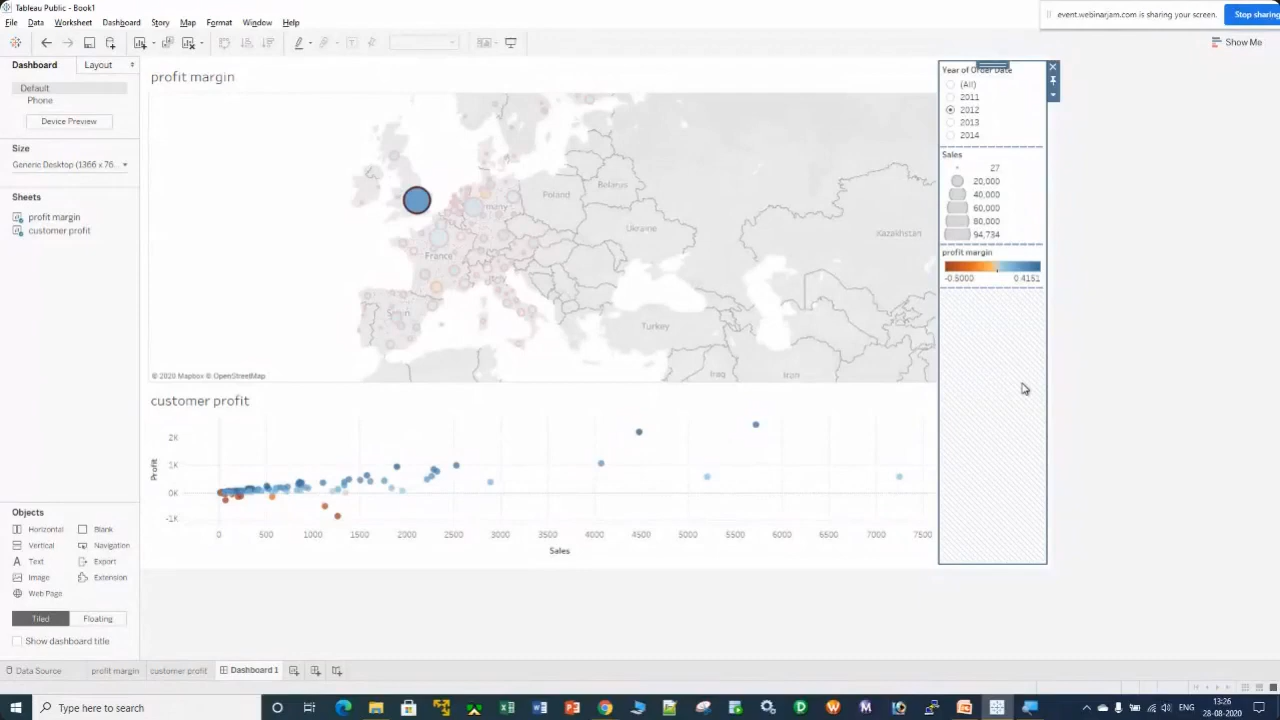 Tableau Public - Book1
event.webinarjam.com is sharing your screen.
Stop sharing
File Data Worksheet Dashboard Story Map Format Window Help
Show Me
Dashboard
Layout
Default
Phone
Device Preview
Size
Generic Desktop (1366 x 76..
Sheets
profit margin
customer profit
Objects
Horizontal
Blank
Vertical
Navigation
Text
Export
Image
Extension
Web Page
Tiled
Floating
Show dashboard title
profit margin
Poland
Belarus
Ukraine
Kazakhstan
France
Spain
Turkey
Iraq
Iran
© 2020 Mapbox © OpenStreetMap
customer profit
Profit
2K
1K
0K
-1K
0 500 1000 1500 2000 2500 3000 3500 4000 4500 5000 5500 6000 6500 7000 7500
Sales
Year of Order Date
(All)
2011
2012
2013
2014
Sales
27
20,000
40,000
60,000
80,000
94,734
profit margin
-0.5000 0.4151
Data Source
profit margin
customer profit
Dashboard 1
Type here to search
ENG
13:26
28-08-2020